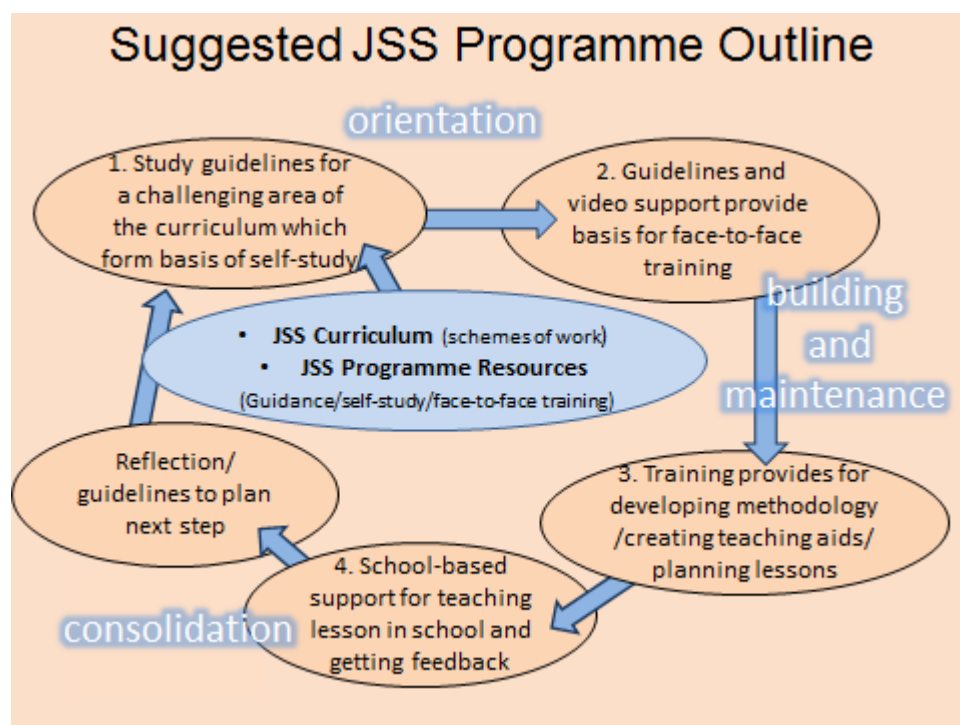 Suggested JSS Programme Outline
orientation
1. Study guidelines for
a challenging area of
the curriculum which
form basis of self-study
2. Guidelines and
video support provide
basis for face-to-face
training
building
and
maintenance
• JSS Curriculum (schemes of work)
• JSS Programme Resources
(Guidance/self-study/face-to-face training)
3. Training provides for
developing methodology
/creating teaching aids/
planning lessons
4. School-based
support for teaching
lesson in school and
getting feedback
consolidation
Reflection/
guidelines to plan
next step